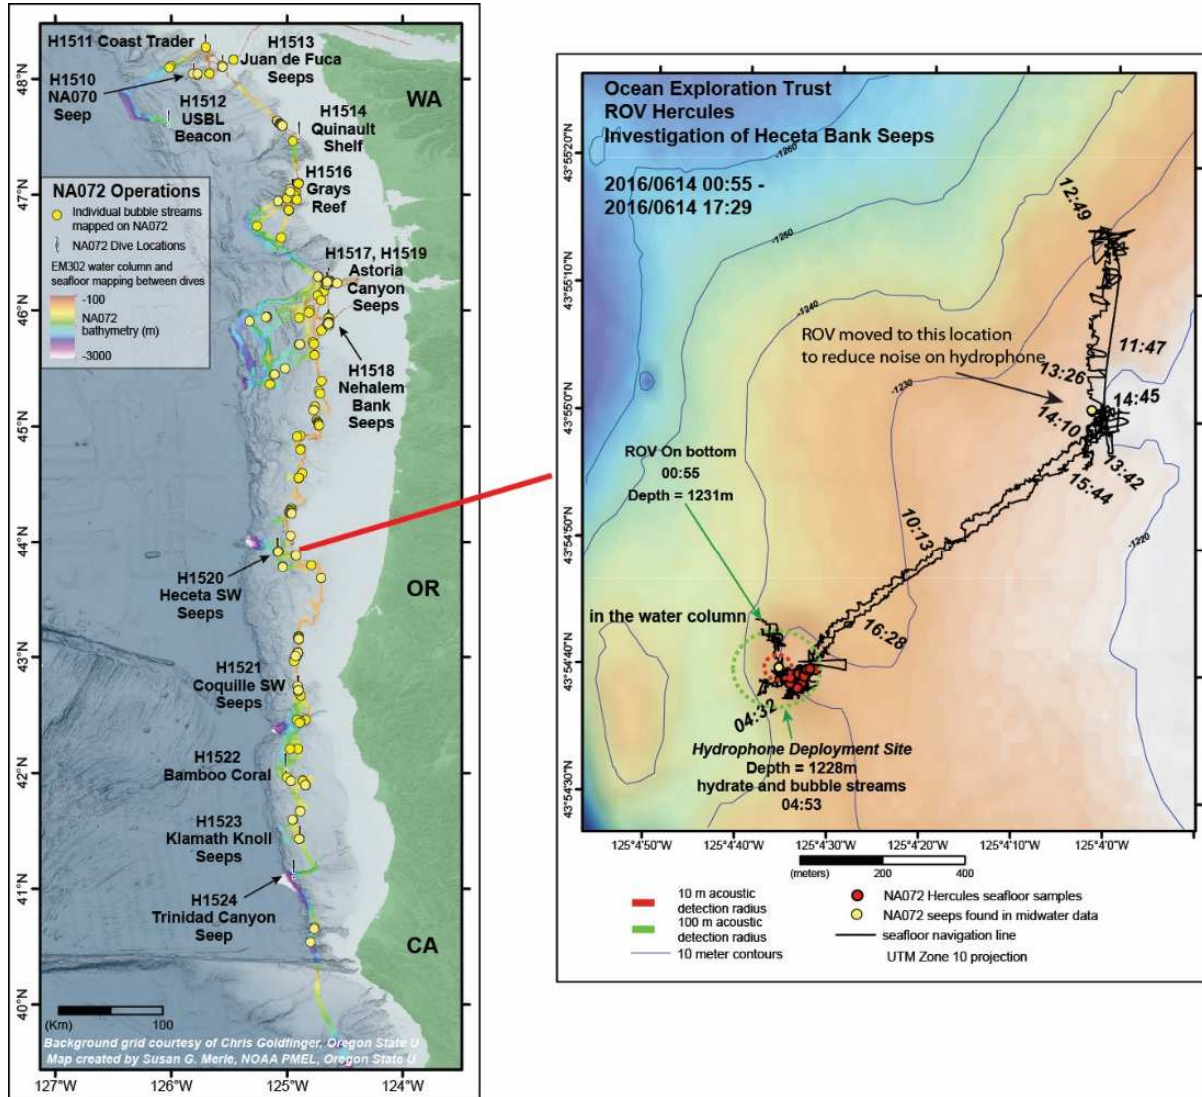 H1511 Coast Trader
H1513
Juan de Fuca
Seeps
H1510
NA070
Seep
H1512
USBL
Beacon
WA
H1514
Quinault
Shelf
H1516
Grays
Reef
NA072 Operations
Individual bubble streams
mapped on NA072
NA072 Dive Locations
EM302 water column and
seafloor mapping between dives
-100
NA072
bathymetry (m)
-3000
H1517, H1519
Astoria
Canyon
Seeps
H1518
Nehalem
Bank
Seeps
H1520
Heceta SW
Seeps
OR
H1521
Coquille SW
Seeps
H1522
Bamboo Coral
H1523
Klamath Knoll
Seeps
H1524
Trinidad Canyon
Seep
CA
(Km) 100
Background grid courtesy of Chris Goldfinger, Oregon State U
Map created by Susan G. Merle, NOAA PMEL, Oregon State U
48°N
47°N
46°N
45°N
44°N
43°N
42°N
41°N
40°N
127°W 126°W 125°W 124°W
Ocean Exploration Trust
ROV Hercules
Investigation of Heceta Bank Seeps
2016/0614 00:55 -
2016/0614 17:29
-1260
-1250
-1240
-1230
-1220
12:49
ROV moved to this location
to reduce noise on hydrophone
11:47
13:26
14:45
14:10
13:42
15:44
ROV On bottom
00:55
Depth = 1231m
10:13
in the water column
16:28
04:32
Hydrophone Deployment Site
Depth = 1228m
hydrate and bubble streams
04:53
43°55'20"N
43°55'10"N
43°55'0"N
43°54'50"N
43°54'40"N
43°54'30"N
125°4'50"W 125°4'40"W 125°4'30"W 125°4'20"W 125°4'10"W 125°4'0"W
(meters) 200 400
10 m acoustic
detection radius
100 m acoustic
detection radius
10 meter contours
NA072 Hercules seafloor samples
NA072 seeps found in midwater data
seafloor navigation line
UTM Zone 10 projection